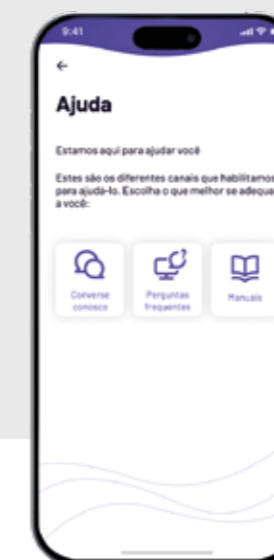 9:41
Ajuda
Estamos aqui para ajudar você
Estes são os diferentes canais que habilitamos
para ajudá-lo. Escolha o que melhor se adequa
a você:
Converse
conosco
Perguntas
frequentes
Manuais